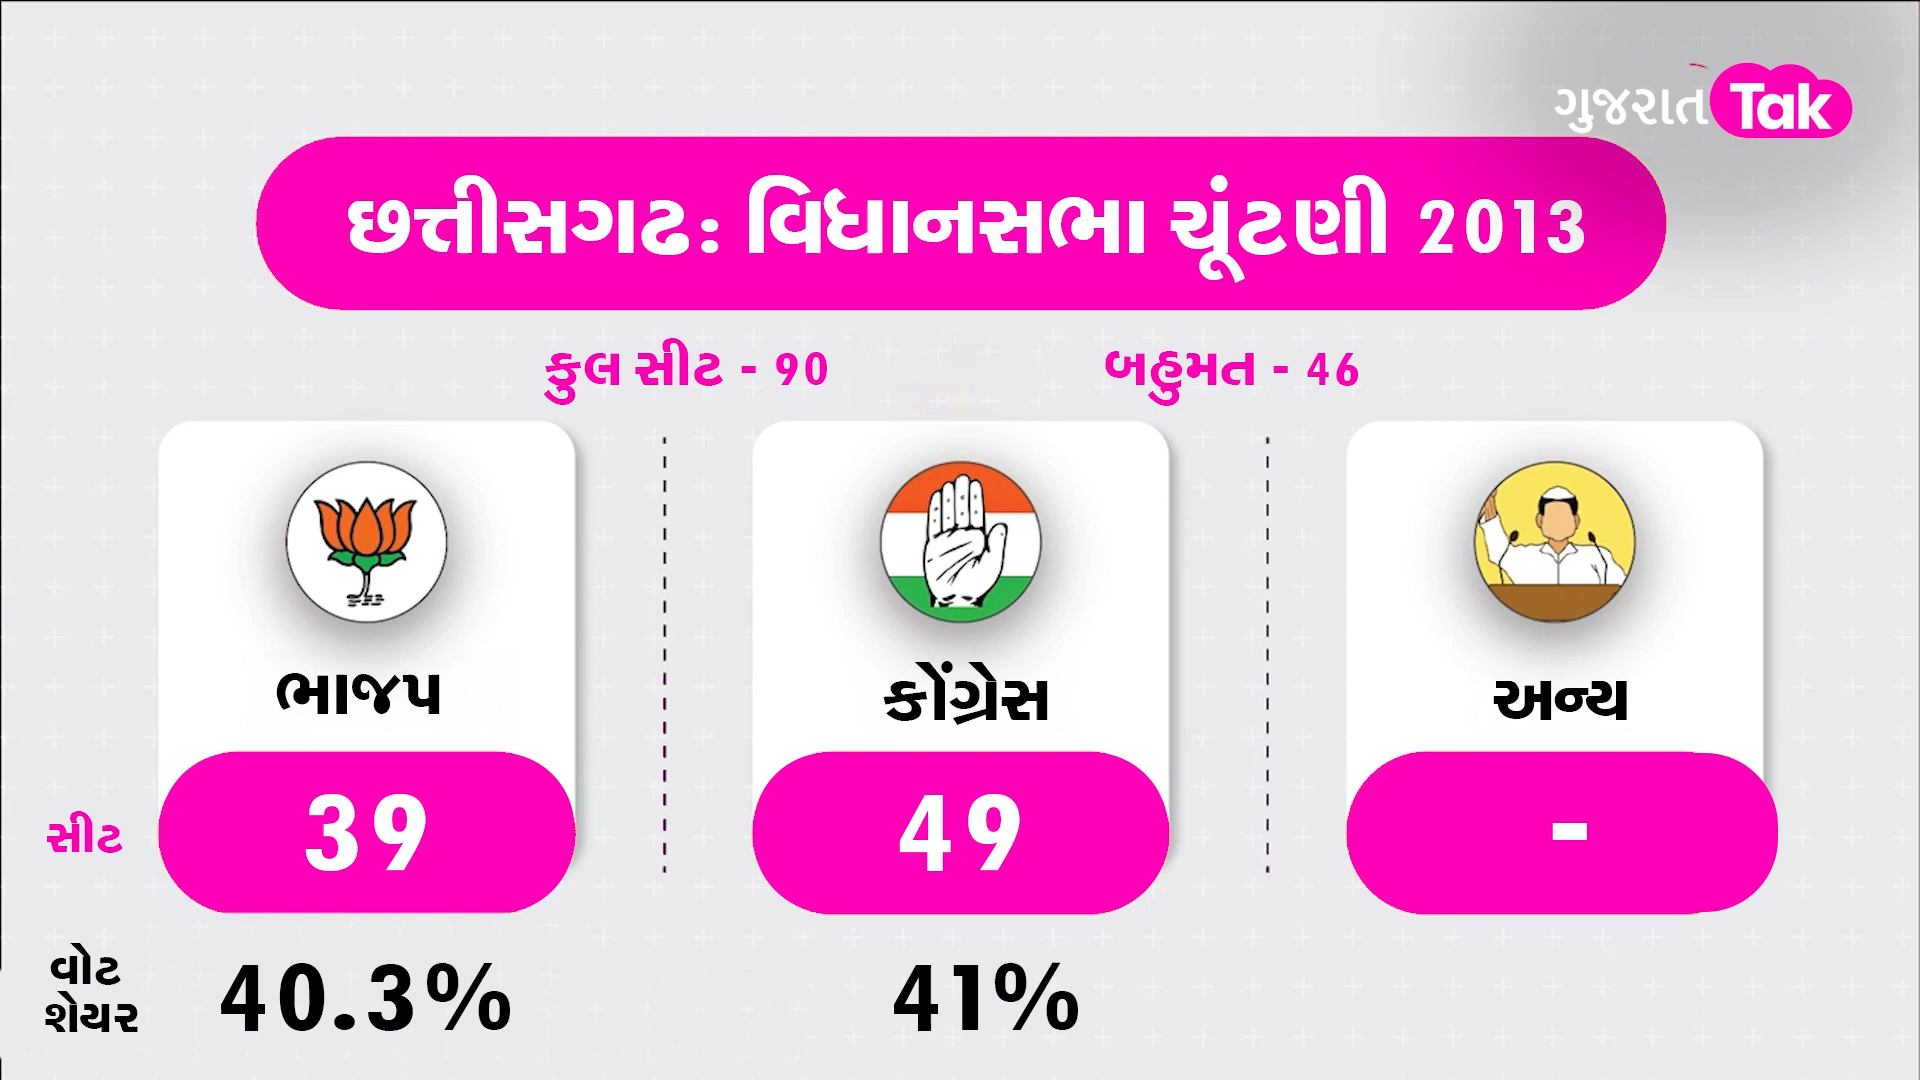 ગુજરાત Tak
છત્તીસગઢ: વિધાનસભા ચૂંટણી 2013
કુલ સીટ - 90
બહુમત - 46
ભાજપ
કોંગ્રેસ
અન્ય
સીટ
39
49
-
વોટ
શેયર
40.3%
41%